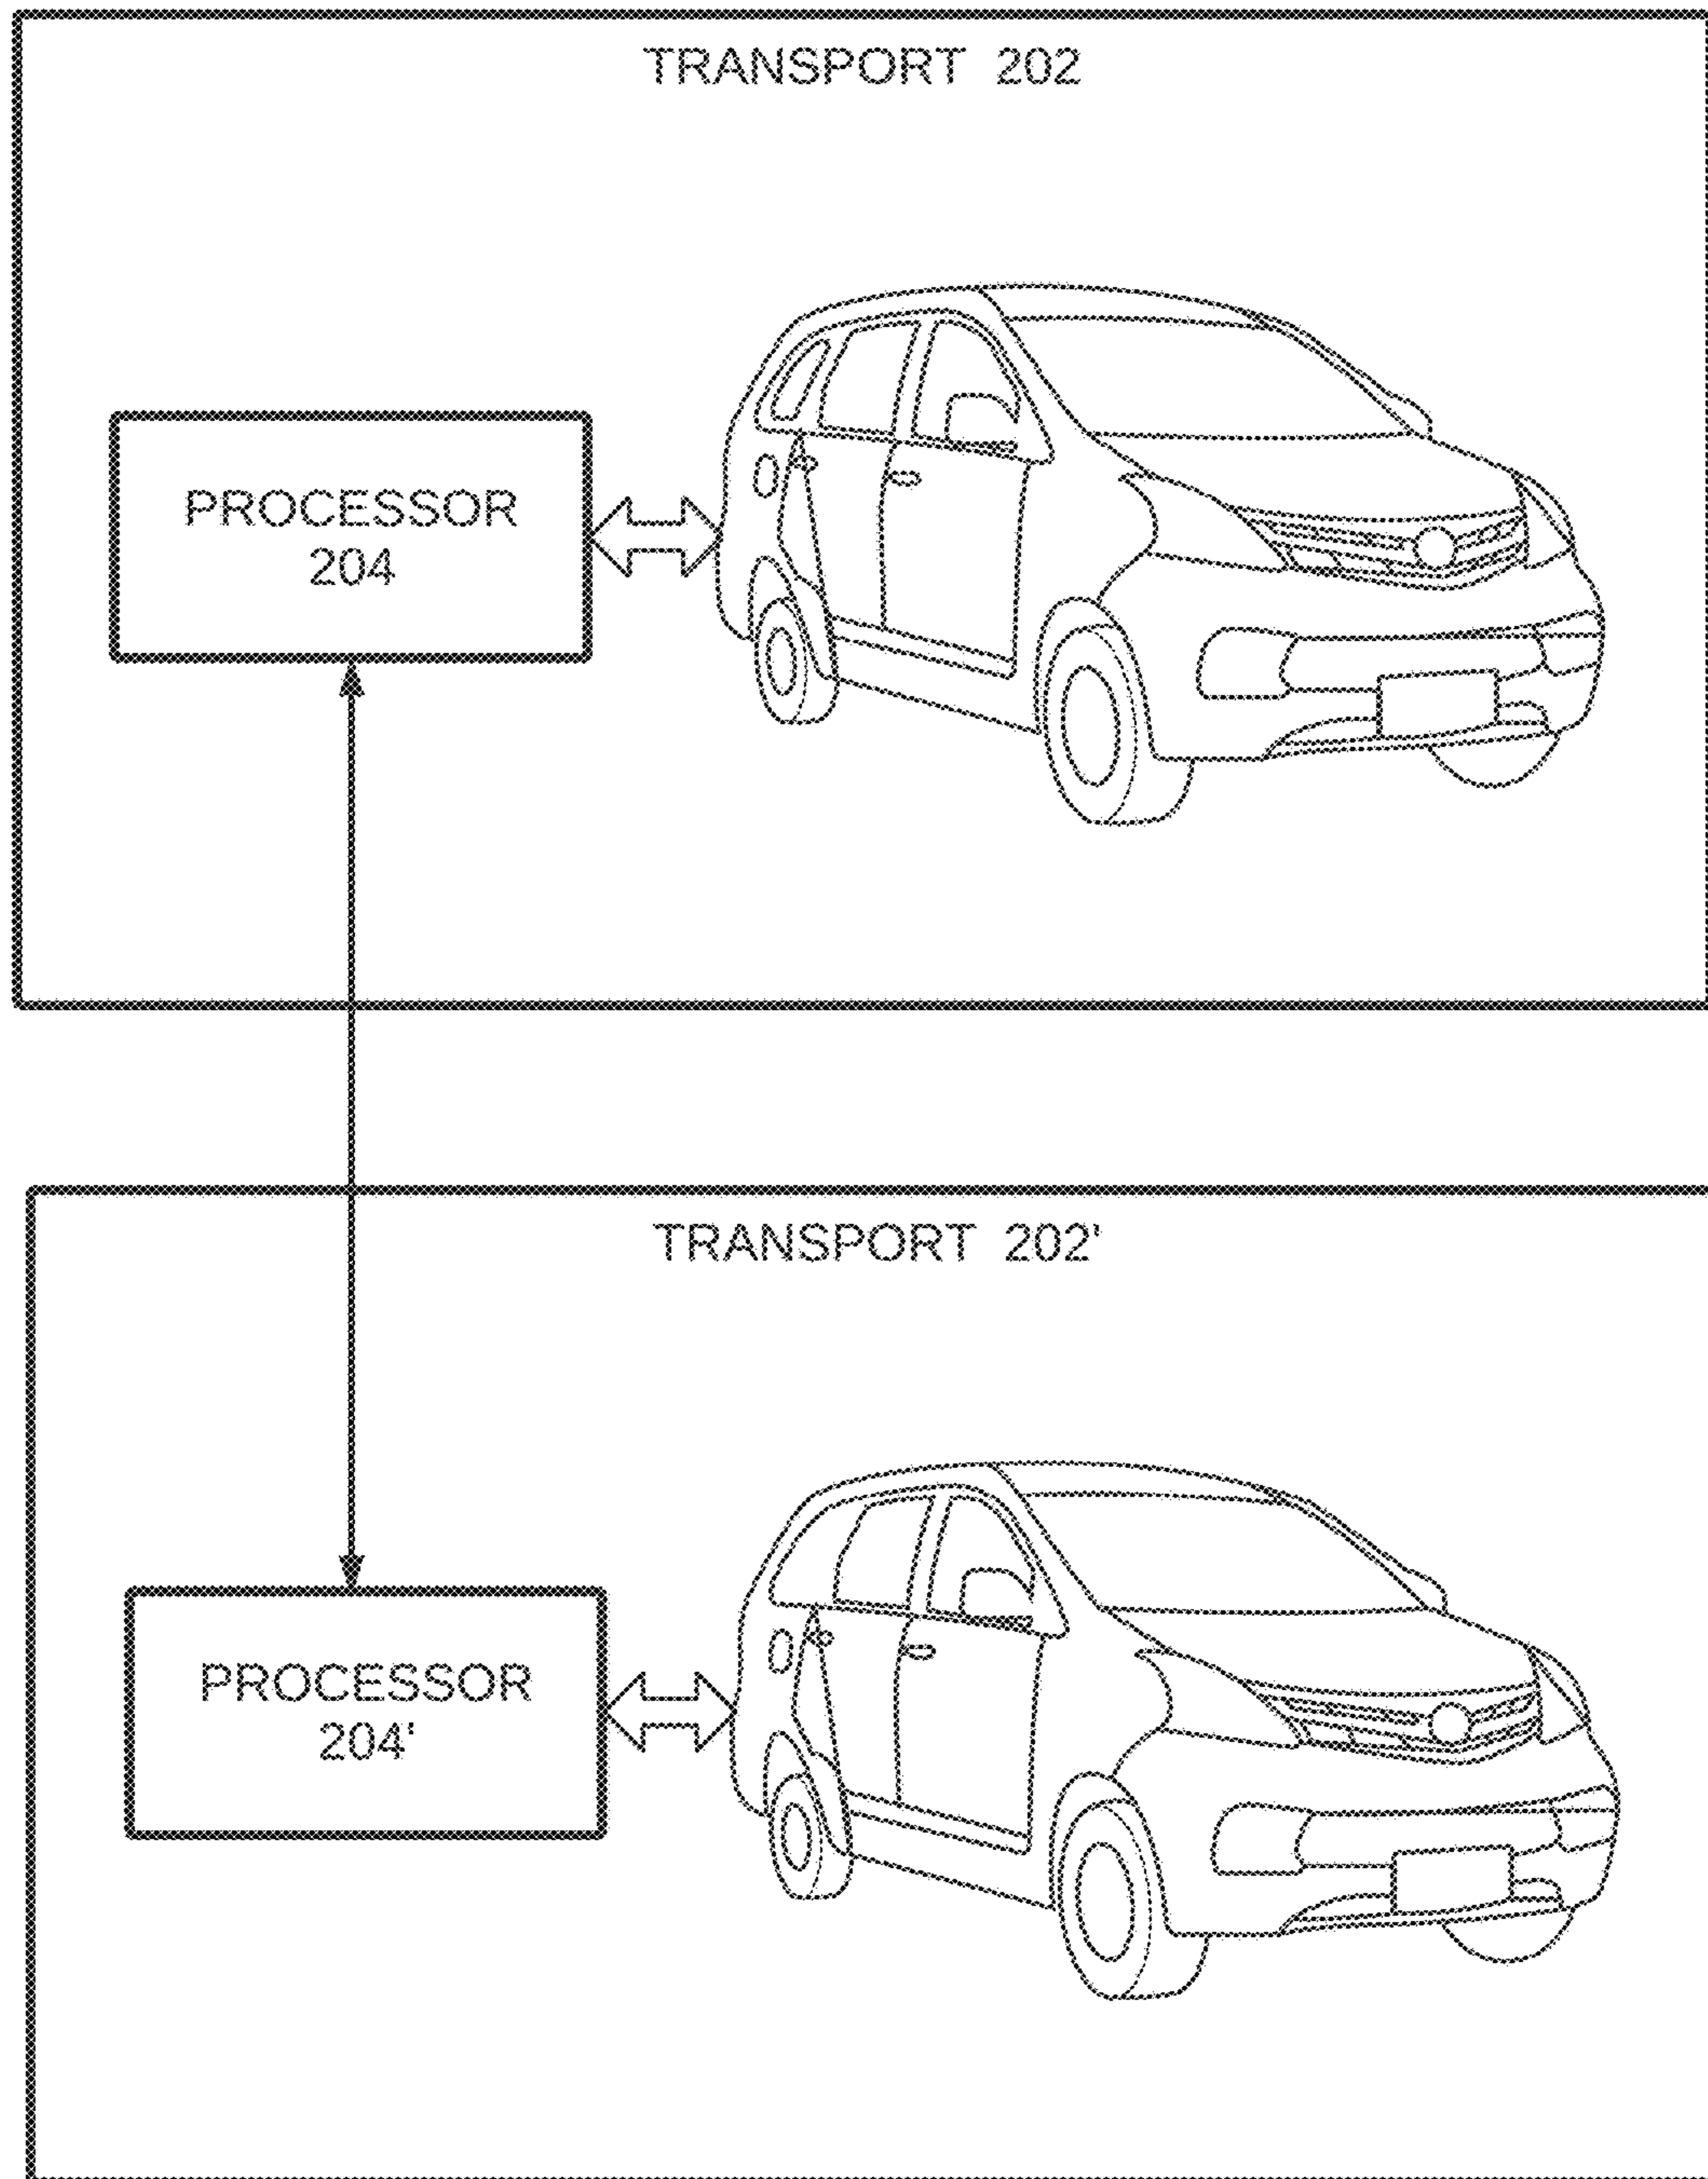 TRANSPORT 202
PROCESSOR
204
TRANSPORT 202'
PROCESSOR
204'